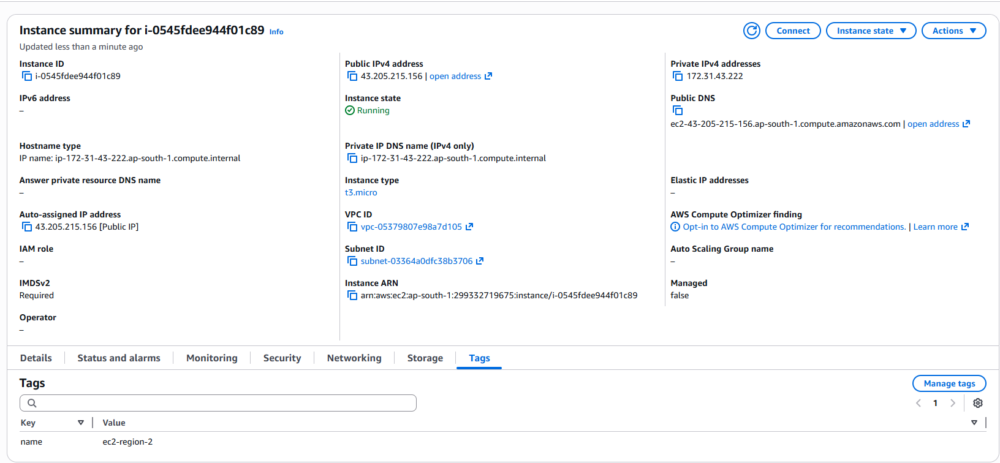 Instance summary for i-0545fdee944f01c89 Info
Connect
Instance state
Actions
Updated less than a minute ago
Instance ID
i-0545fdee944f01c89
Public IPv4 address
43.205.215.156 | open address
Private IPv4 addresses
172.31.43.222
IPv6 address
–
Instance state
Running
Public DNS
ec2-43-205-215-156.ap-south-1.compute.amazonaws.com | open address
Hostname type
IP name: ip-172-31-43-222.ap-south-1.compute.internal
Private IP DNS name (IPv4 only)
ip-172-31-43-222.ap-south-1.compute.internal
Answer private resource DNS name
–
Instance type
t3.micro
Elastic IP addresses
–
Auto-assigned IP address
43.205.215.156 [Public IP]
VPC ID
vpc-05379807e98a7d105
AWS Compute Optimizer finding
Opt-in to AWS Compute Optimizer for recommendations. | Learn more
IAM role
–
Subnet ID
subnet-03364a0dfc38b3706
Auto Scaling Group name
–
IMDSv2
Required
Instance ARN
arn:aws:ec2:ap-south-1:299332719675:instance/i-0545fdee944f01c89
Managed
false
Operator
–
Details
Status and alarms
Monitoring
Security
Networking
Storage
Tags
Tags
Manage tags
1
Key
Value
name
ec2-region-2